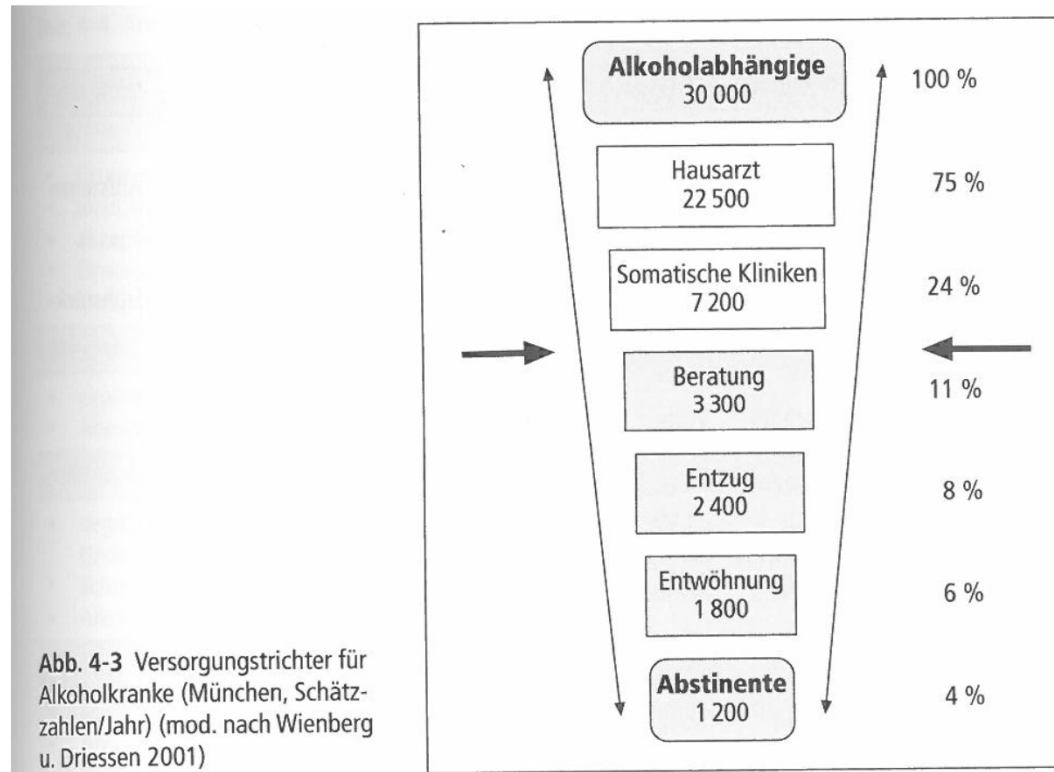 Alkoholabhängige
30 000
100 %
Hausarzt
22 500
75 %
Somatische Kliniken
7 200
24 %
Beratung
3 300
11 %
Entzug
2 400
8 %
Entwöhnung
1 800
6 %
Abstinente
1 200
4 %
Abb. 4-3 Versorgungstrichter für
Alkoholkranke (München, Schätz-
zahlen/Jahr) (mod. nach Wienberg
u. Driessen 2001)